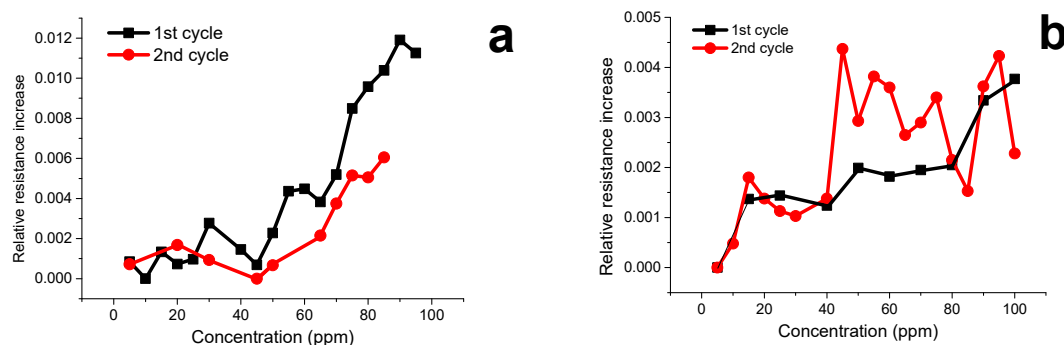 a
1st cycle
2nd cycle
Relative resistance increase
0.012
0.010
0.008
0.006
0.004
0.002
0.000
0 20 40 60 80 100
Concentration (ppm)
b
1st cycle
2nd cycle
Relative resistance increase
0.005
0.004
0.003
0.002
0.001
0.000
0 20 40 60 80 100
Concentration (ppm)